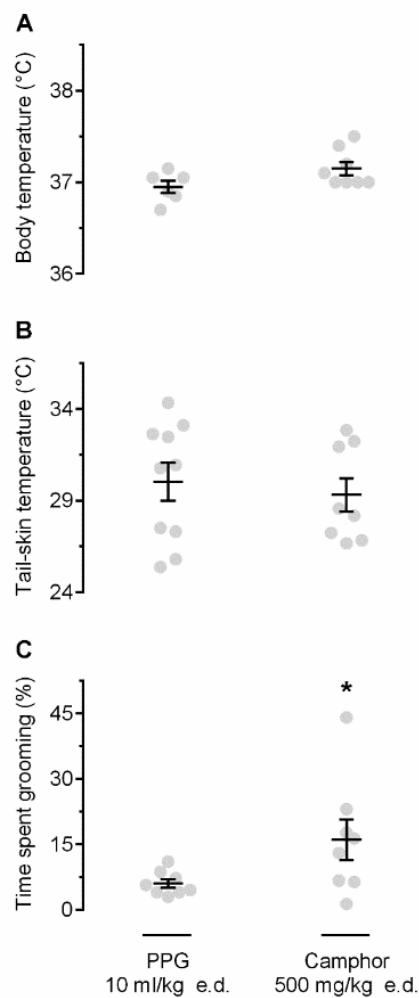 A
Body temperature (°C)
38
37
36
B
Tail-skin temperature (°C)
34
29
24
C
Time spent grooming (%)
*
45
30
15
0
PPG
10 ml/kg e.d.
Camphor
500 mg/kg e.d.